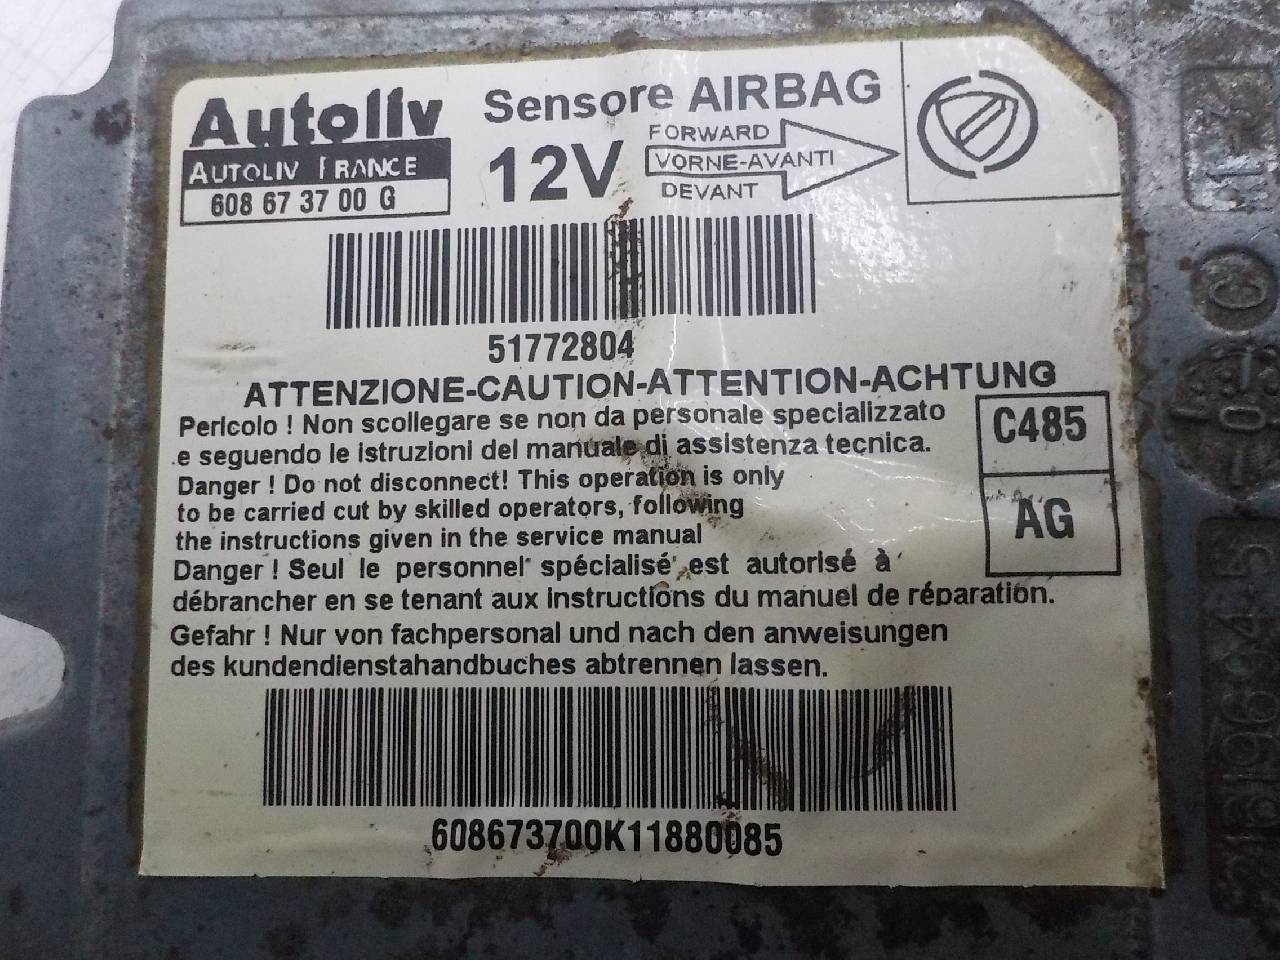 Autoliv
AUTOLIV FRANCE
608 67 37 00 G
Sensore AIRBAG
12V
FORWARD
VORNE-AVANTI
DEVANT
51772804
ATTENZIONE-CAUTION-ATTENTION-ACHTUNG
Pericolo ! Non scollegare se non da personale specializzato
e seguendo le istruzioni del manuale di assistenza tecnica.
Danger ! Do not disconnect! This operation is only
to be carried cut by skilled operators, following
the instructions given in the service manual
Danger ! Seul le personnel spécialisé est autorisé à
débrancher en se tenant aux instructions du manuel de réparation.
Gefahr ! Nur von fachpersonal und nach den anweisungen
des kundendienstahandbuches abtrennen lassen.
C485
AG
608673700K11880085